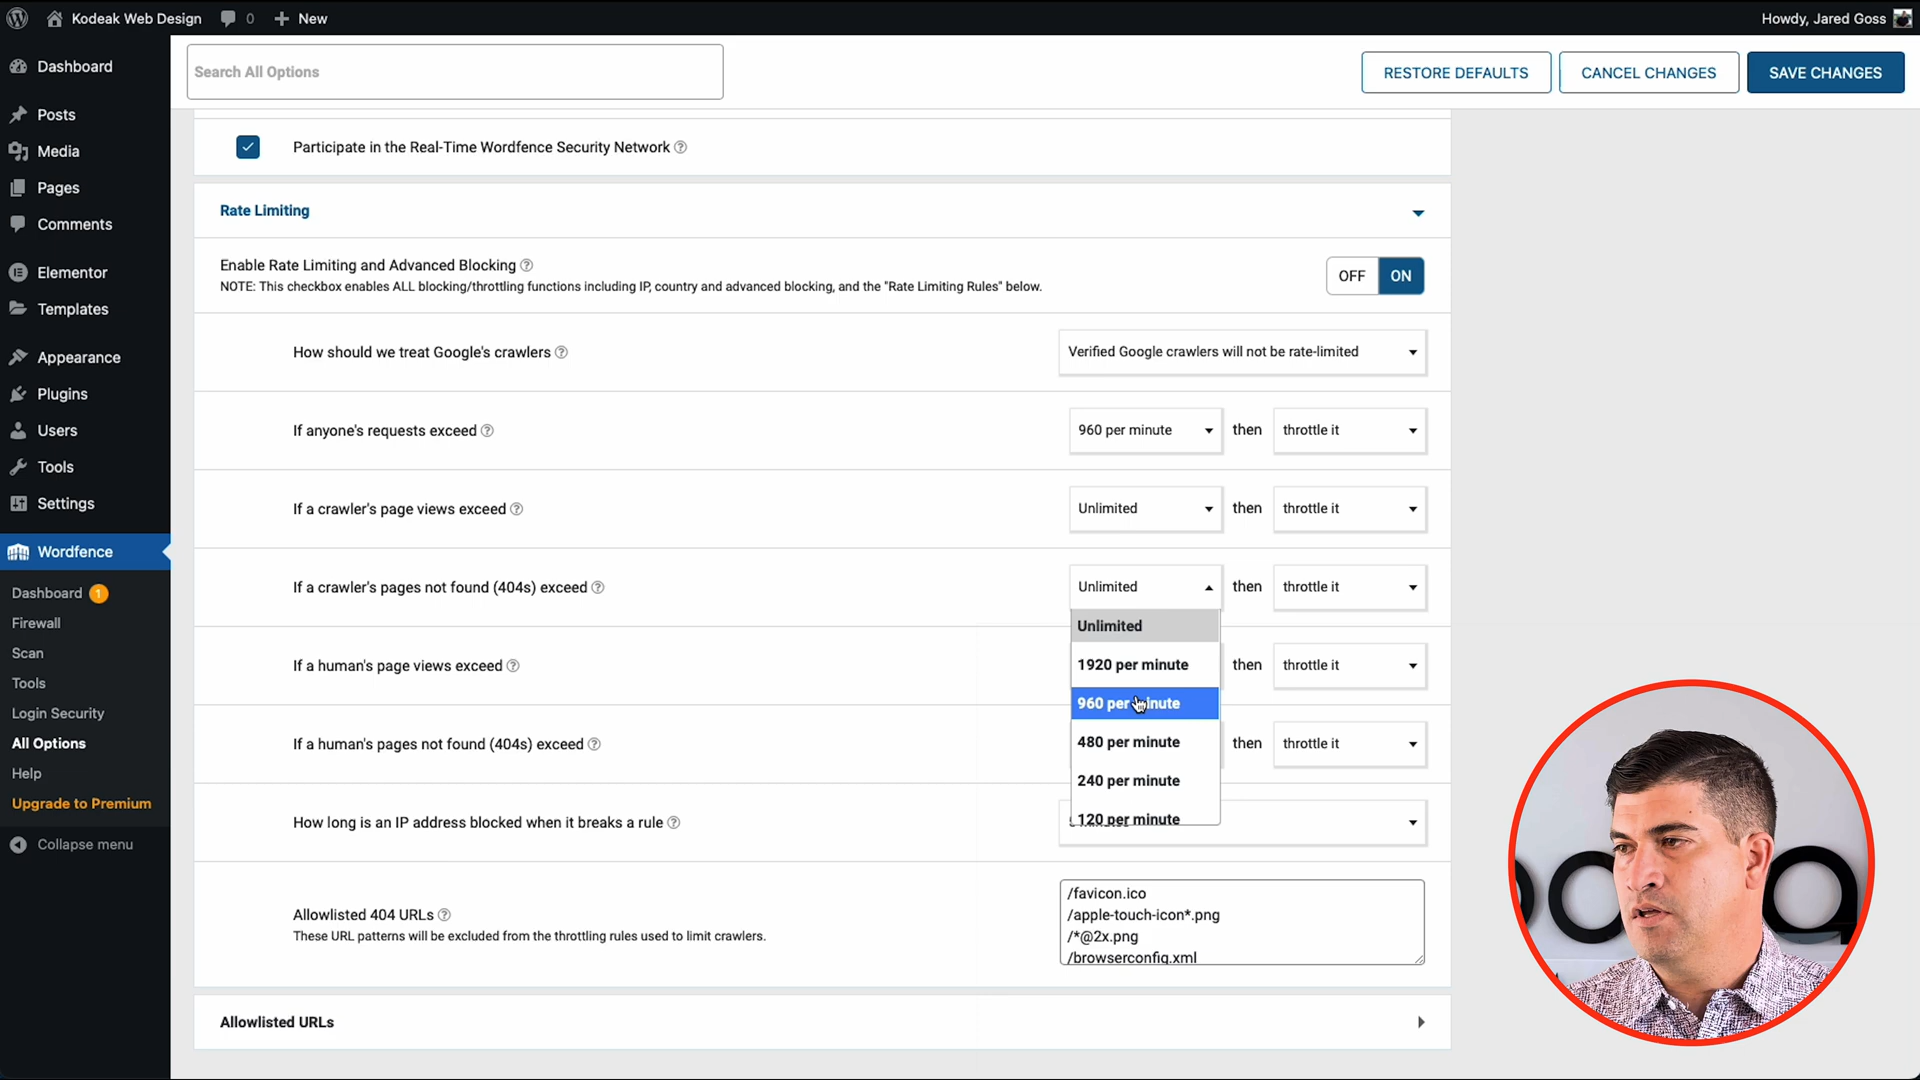 Kodeak Web Design
0
New
Howdy, Jared Goss
Search All Options
RESTORE DEFAULTS
CANCEL CHANGES
SAVE CHANGES
Dashboard
Posts
Media
Pages
Comments
Elementor
Templates
Appearance
Plugins
Users
Tools
Settings
Wordfence
Dashboard 1
Firewall
Scan
Tools
Login Security
All Options
Help
Upgrade to Premium
Collapse menu
Participate in the Real-Time Wordfence Security Network
Rate Limiting
Enable Rate Limiting and Advanced Blocking
NOTE: This checkbox enables ALL blocking/throttling functions including IP, country and advanced blocking, and the "Rate Limiting Rules" below.
OFF
ON
How should we treat Google's crawlers
Verified Google crawlers will not be rate-limited
If anyone's requests exceed
960 per minute
then
throttle it
If a crawler's page views exceed
Unlimited
then
throttle it
If a crawler's pages not found (404s) exceed
Unlimited
then
throttle it
Unlimited
1920 per minute
960 per minute
480 per minute
240 per minute
120 per minute
If a human's page views exceed
then
throttle it
If a human's pages not found (404s) exceed
then
throttle it
How long is an IP address blocked when it breaks a rule
Allowlisted 404 URLs
These URL patterns will be excluded from the throttling rules used to limit crawlers.
/favicon.ico
/apple-touch-icon*.png
/*@2x.png
/browserconfig.xml
Allowlisted URLs